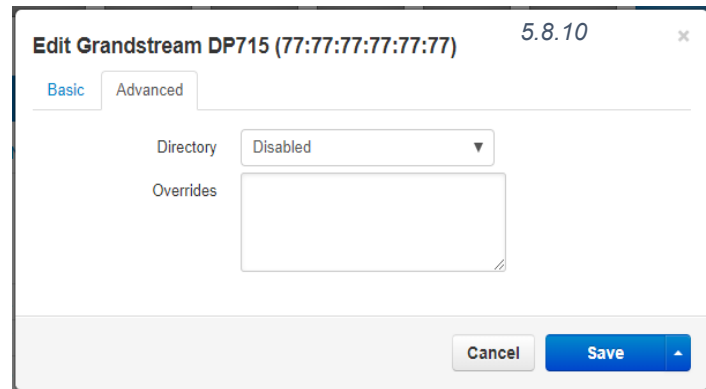 Edit Grandstream DP715 (77:77:77:77:77:77) 5.8.10 ×
Basic Advanced
Directory Disabled
Overrides
Cancel Save